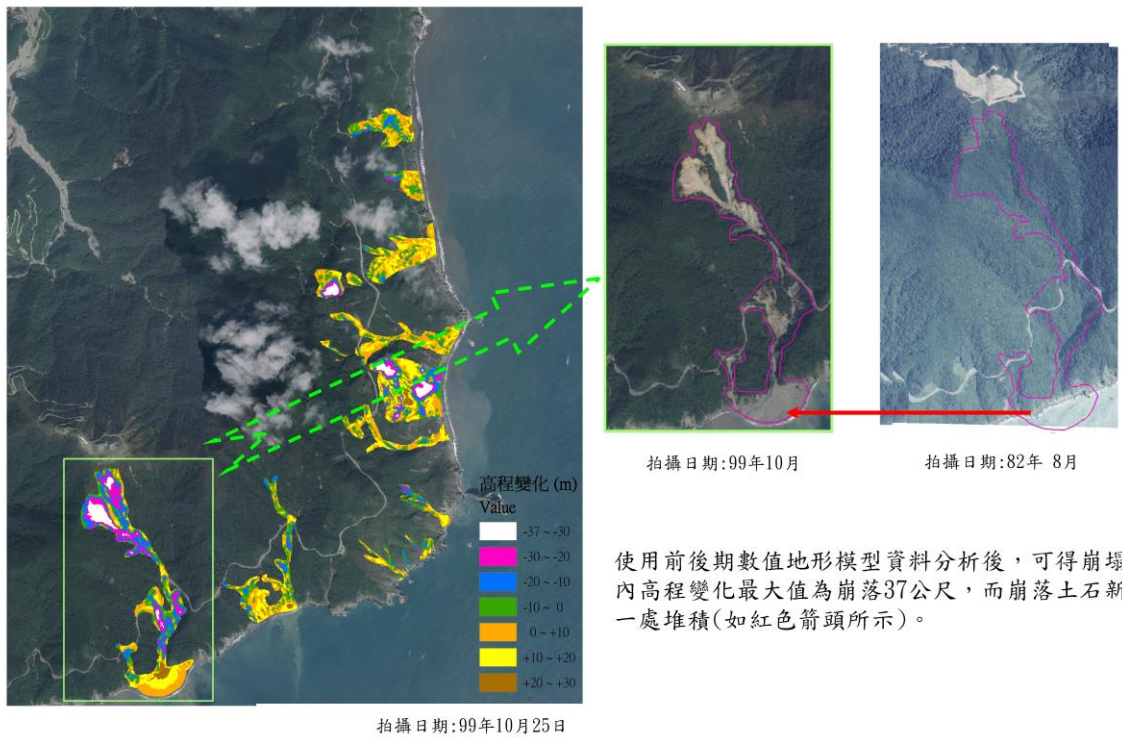 高程變化 (m)
Value
-37 ~ +30
-30 ~ -20
-20 ~ -10
-10 ~ 0
0 ~ +10
+10 ~ +20
+20 ~ +30
拍攝日期:99年10月25日
拍攝日期:99年10月
拍攝日期:82年 8月
使用前後期數值地形模型資料分析後，可得崩塌
內高程變化最大值為崩落37公尺，而崩落土石新
一處堆積(如紅色箭頭所示)。